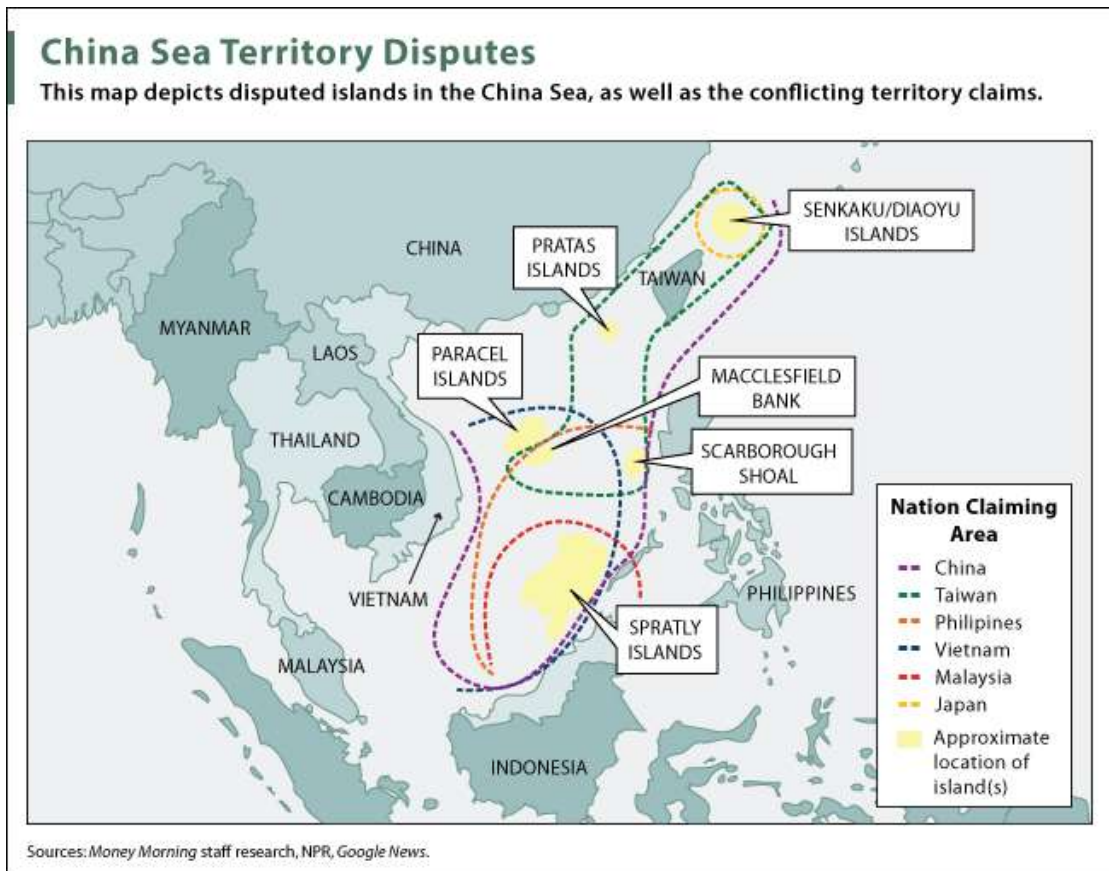 China Sea Territory Disputes
This map depicts disputed islands in the China Sea, as well as the conflicting territory claims.
SENKAKU/DIAOYU
ISLANDS
PRATAS
ISLANDS
CHINA
TAIWAN
MYANMAR
LAOS
PARACEL
ISLANDS
MACCLESFIELD
BANK
THAILAND
SCARBOROUGH
SHOAL
CAMBODIA
VIETNAM
PHILIPPINES
SPRATLY
ISLANDS
MALAYSIA
INDONESIA
Nation Claiming
Area
China
Taiwan
Philipines
Vietnam
Malaysia
Japan
Approximate
location of
island(s)
Sources: Money Morning staff research, NPR, Google News.